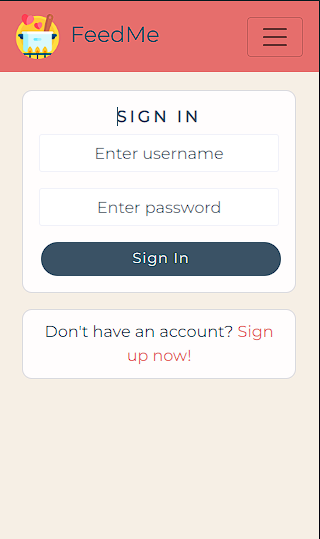 FeedMe
SIGN IN
Enter username
Enter password
Sign In
Don't have an account? Sign
up now!